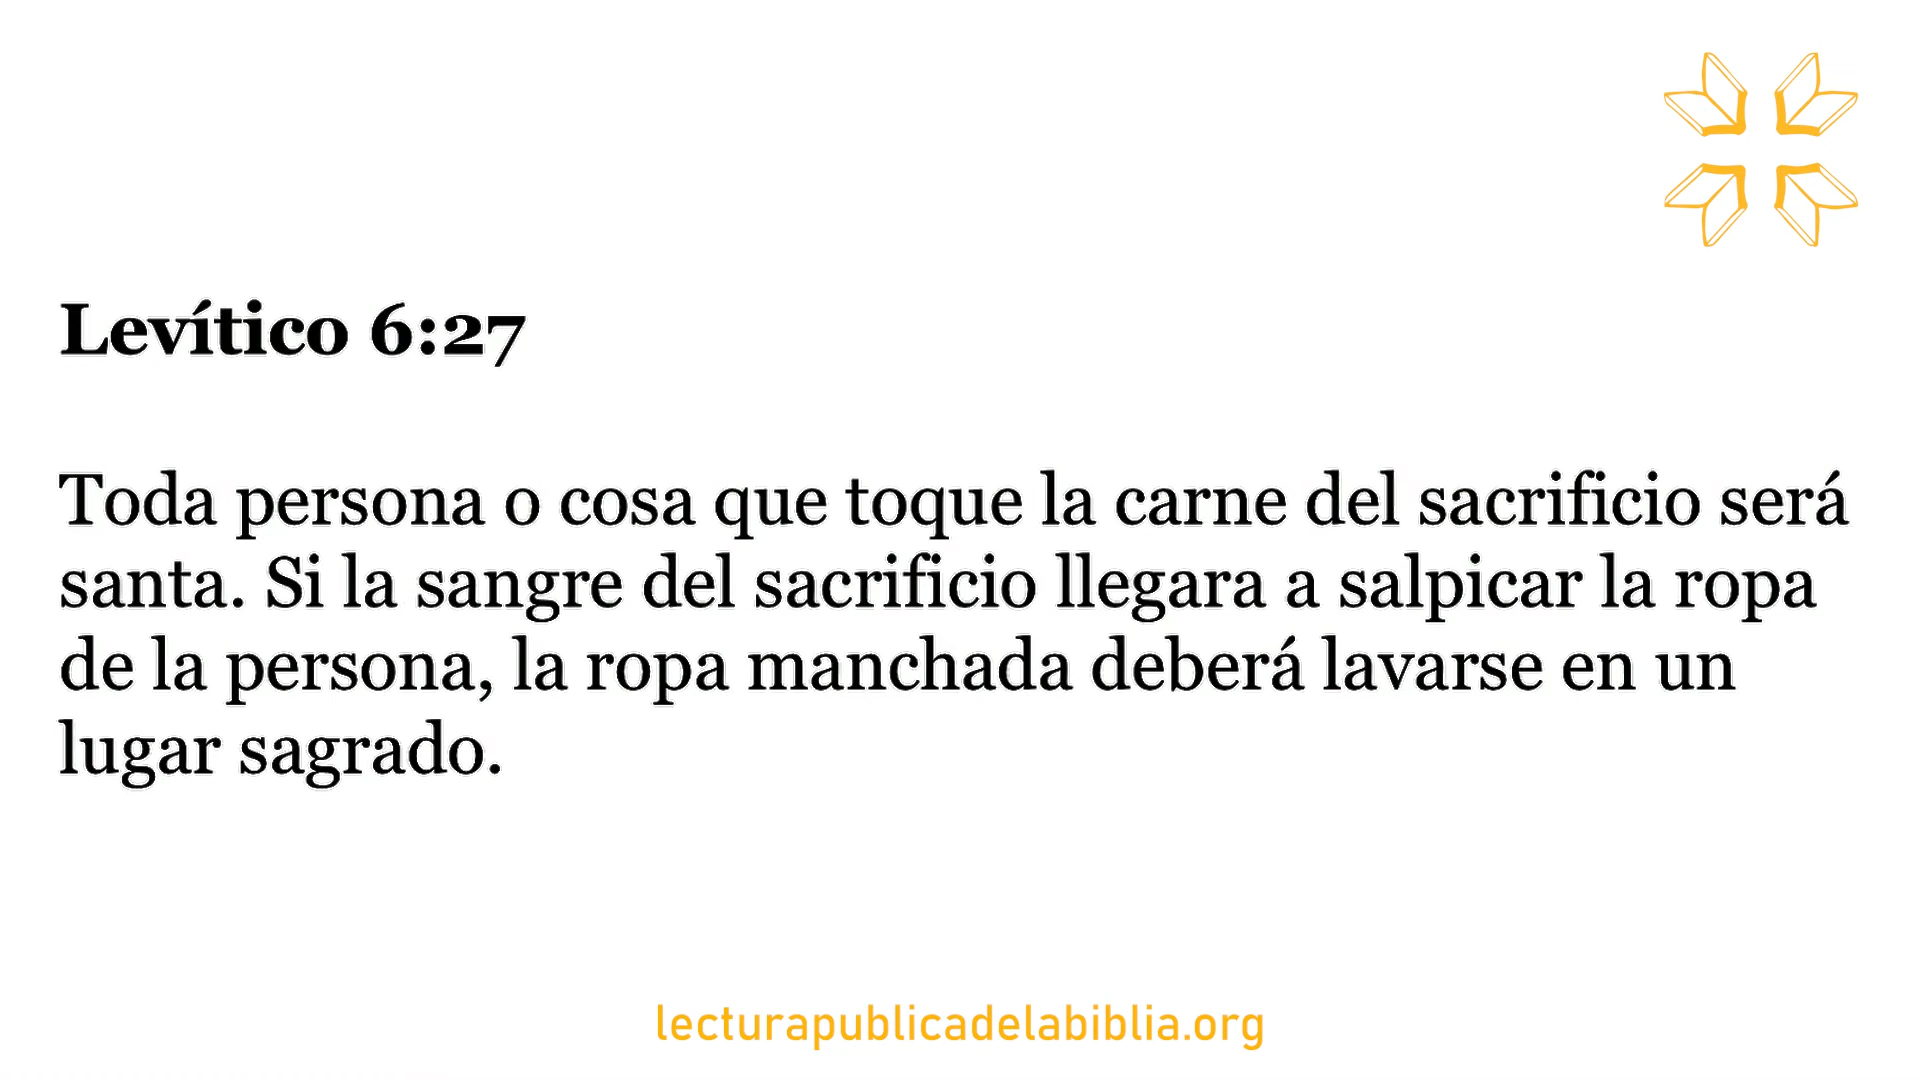 Levítico 6:27
Toda persona o cosa que toque la carne del sacrificio será
santa. Si la sangre del sacrificio llegara a salpicar la ropa
de la persona, la ropa manchada deberá lavarse en un
lugar sagrado.
lecturapublicadelabiblia.org